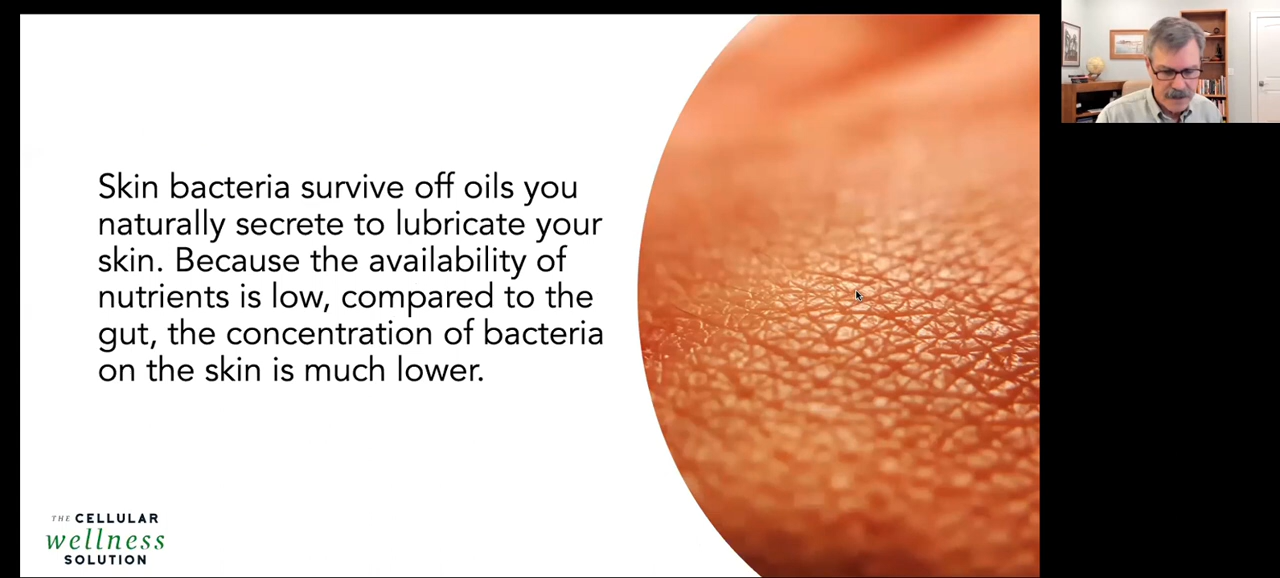 Skin bacteria survive off oils you
naturally secrete to lubricate your
skin. Because the availability of
nutrients is low, compared to the
gut, the concentration of bacteria
on the skin is much lower.
THE CELLULAR
wellness
SOLUTION